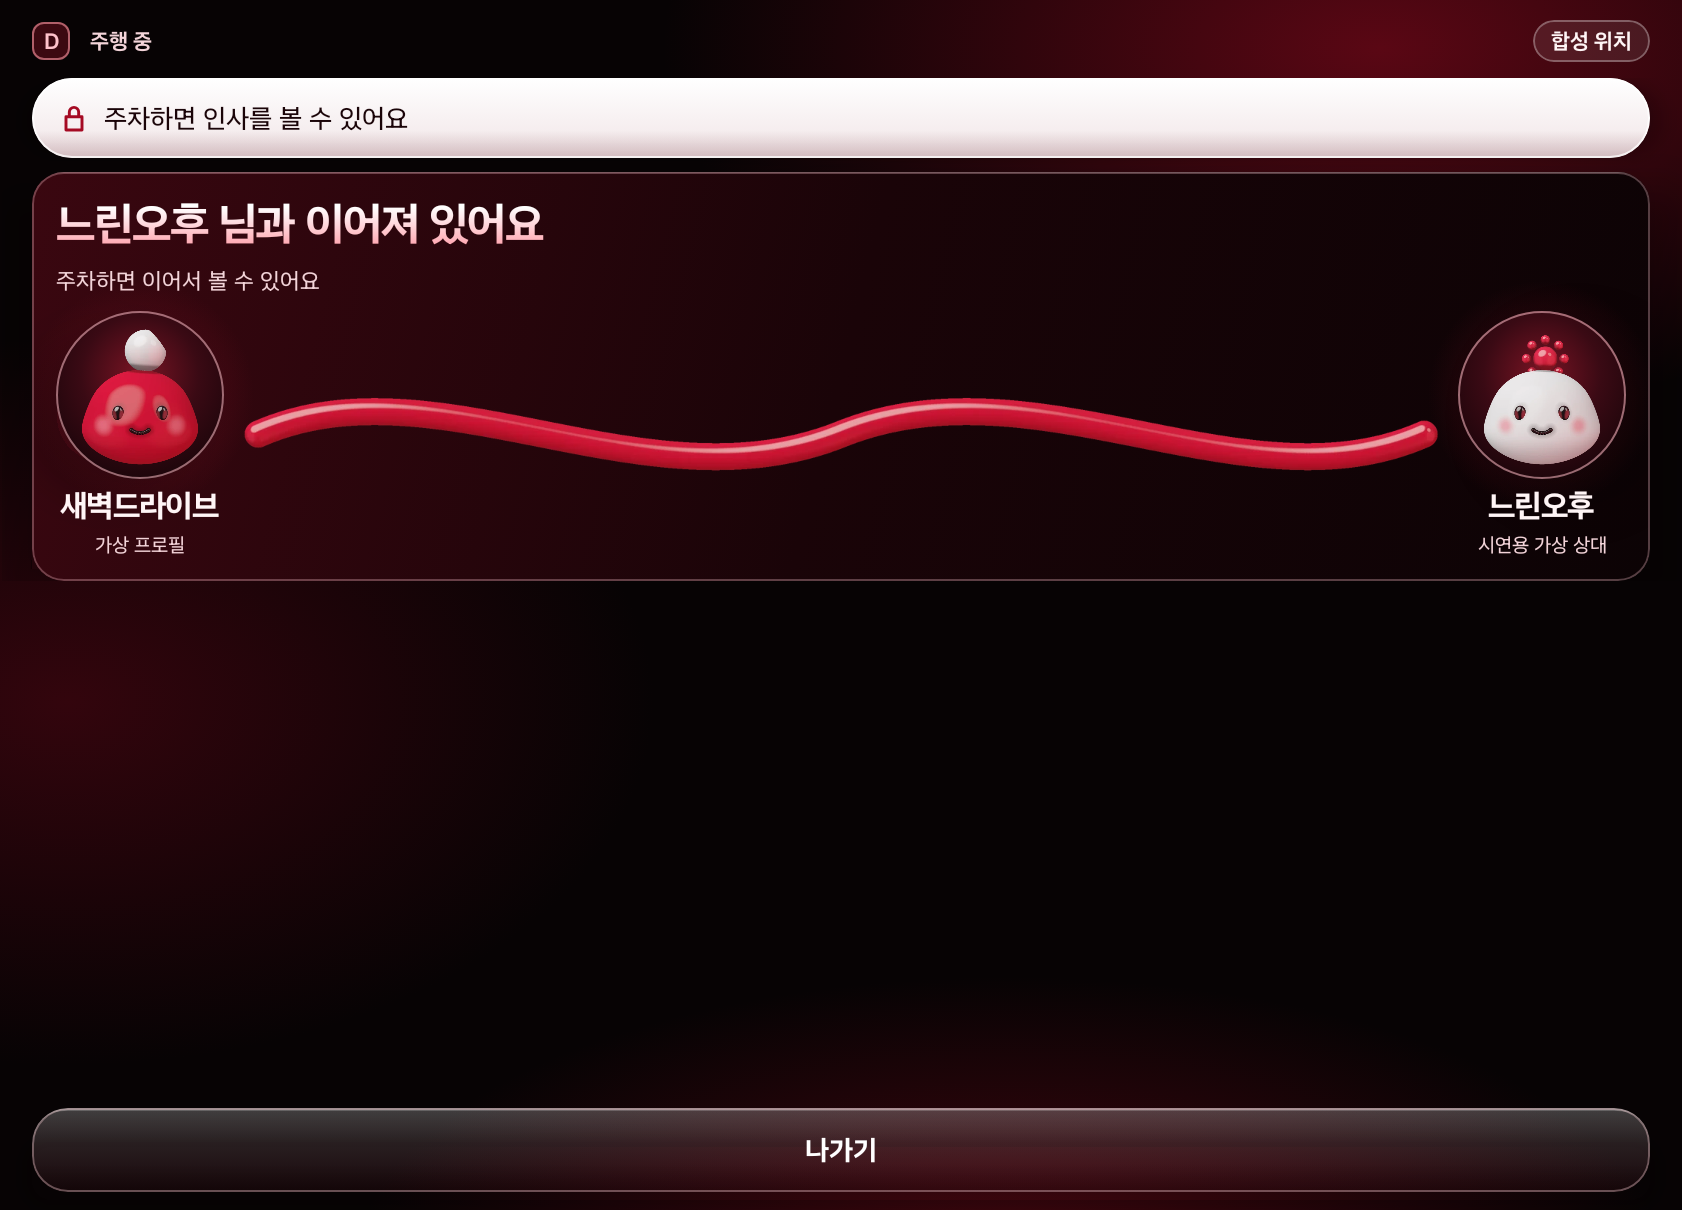 D 주행 중
합성 위치
주차하면 인사를 볼 수 있어요
느린오후 님과 이어져 있어요
주차하면 이어서 볼 수 있어요
새벽드라이브
가상 프로필
느린오후
시연용 가상 상대
나가기